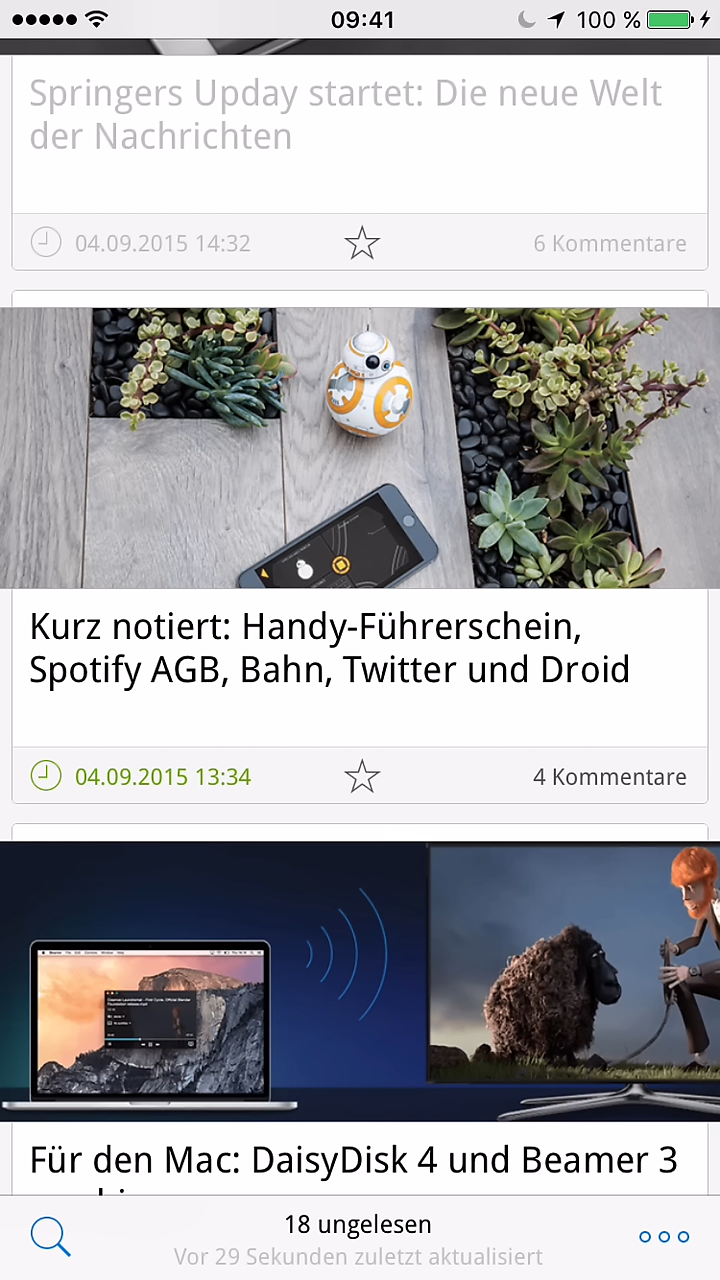 09:41
100 %
Springers Upday startet: Die neue Welt
der Nachrichten
04.09.2015 14:32
6 Kommentare
Kurz notiert: Handy-Führerschein,
Spotify AGB, Bahn, Twitter und Droid
04.09.2015 13:34
4 Kommentare
Für den Mac: DaisyDisk 4 und Beamer 3
18 ungelesen
Vor 29 Sekunden zuletzt aktualisiert